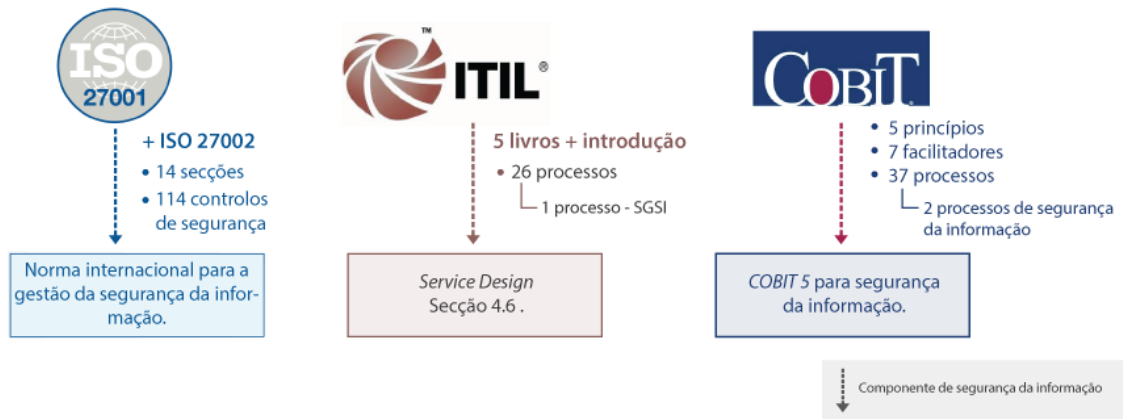 ISO
27001
+ ISO 27002
• 14 secções
• 114 controlos
de segurança
Norma internacional para a
gestão da segurança da infor-
mação.
ITIL®
™
5 livros + introdução
• 26 processos
1 processo - SGSI
Service Design
Secção 4.6 .
COBIT®
• 5 princípios
• 7 facilitadores
• 37 processos
2 processos de segurança
da informação
COBIT 5 para segurança
da informação.
Componente de segurança da informação